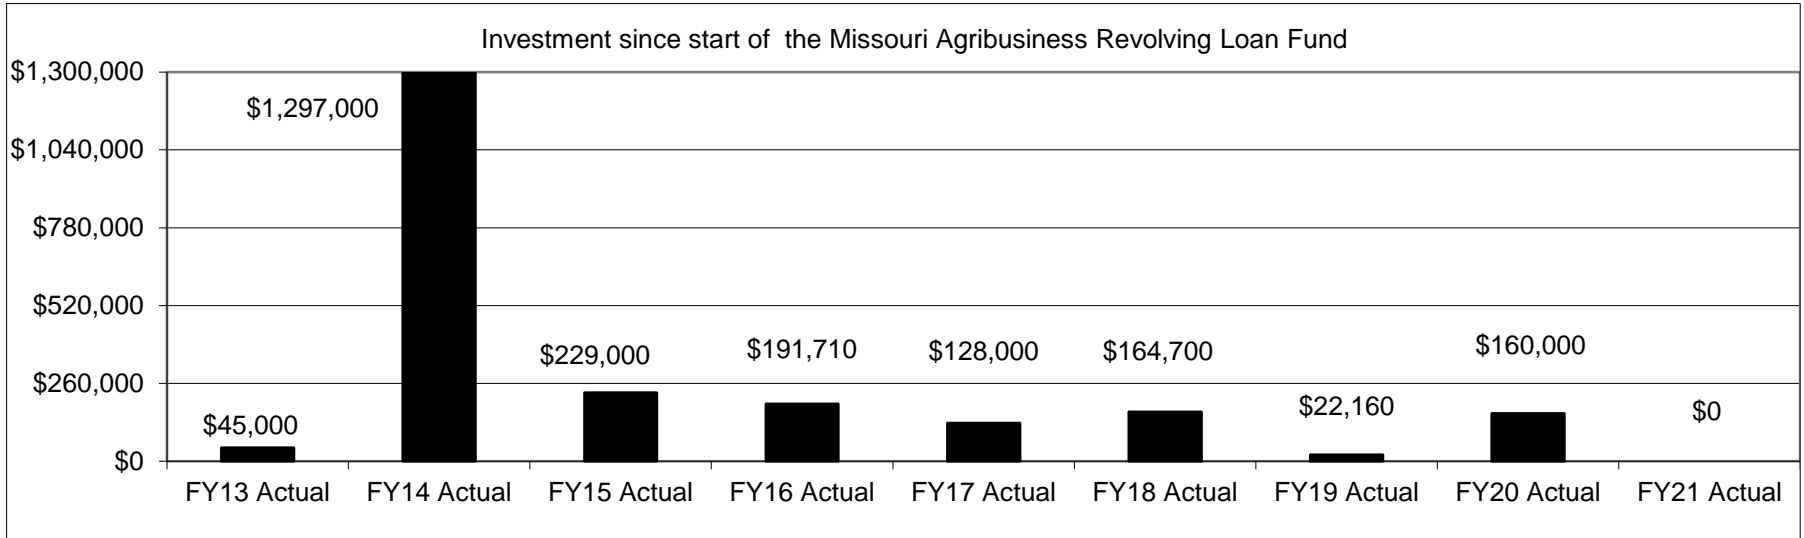 Investment since start of  the Missouri Agribusiness Revolving Loan Fund
$1,300,000
$1,040,000
$780,000
$520,000
$260,000
$0
$45,000
$1,297,000
$229,000
$191,710
$128,000
$164,700
$22,160
$160,000
$0
FY13 Actual
FY14 Actual
FY15 Actual
FY16 Actual
FY17 Actual
FY18 Actual
FY19 Actual
FY20 Actual
FY21 Actual